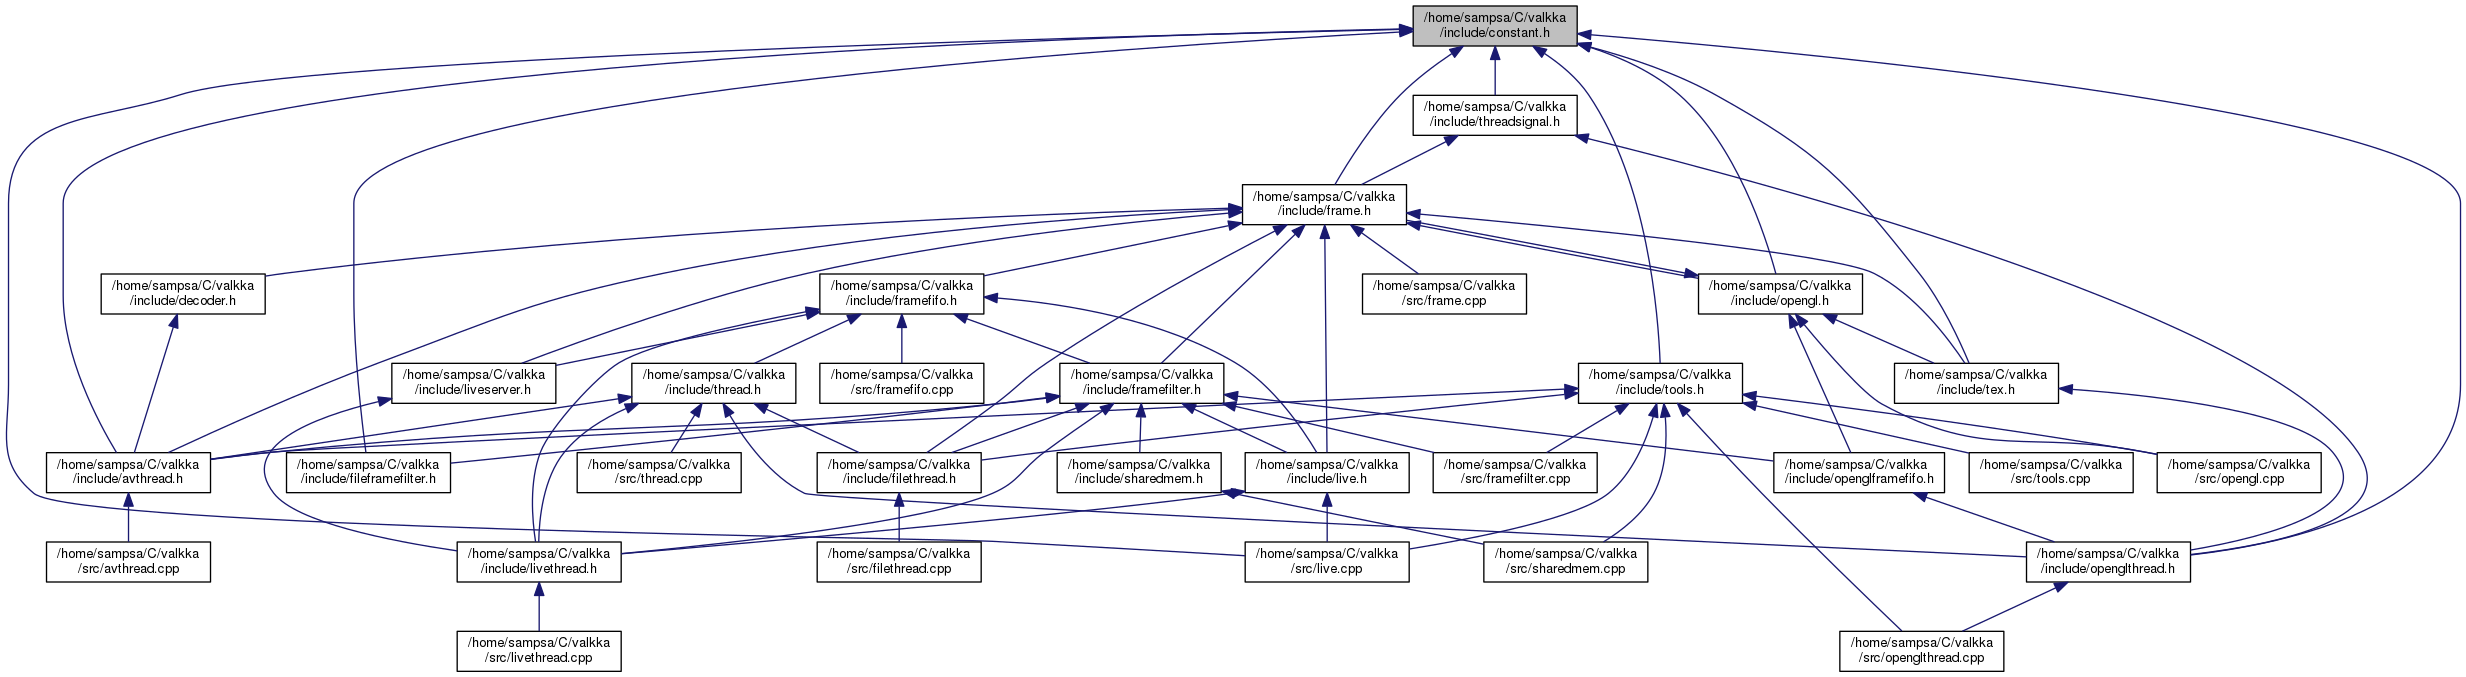 /home/sampsa/C/valkka
/include/constant.h
/home/sampsa/C/valkka
/include/threadsignal.h
/home/sampsa/C/valkka
/include/frame.h
/home/sampsa/C/valkka
/include/decoder.h
/home/sampsa/C/valkka
/include/framefifo.h
/home/sampsa/C/valkka
/src/frame.cpp
/home/sampsa/C/valkka
/include/opengl.h
/home/sampsa/C/valkka
/include/liveserver.h
/home/sampsa/C/valkka
/include/thread.h
/home/sampsa/C/valkka
/src/framefifo.cpp
/home/sampsa/C/valkka
/include/framefilter.h
/home/sampsa/C/valkka
/include/tools.h
/home/sampsa/C/valkka
/include/tex.h
/home/sampsa/C/valkka
/include/avthread.h
/home/sampsa/C/valkka
/include/fileframefilter.h
/home/sampsa/C/valkka
/src/thread.cpp
/home/sampsa/C/valkka
/include/filethread.h
/home/sampsa/C/valkka
/include/sharedmem.h
/home/sampsa/C/valkka
/include/live.h
/home/sampsa/C/valkka
/src/framefilter.cpp
/home/sampsa/C/valkka
/include/openglframefifo.h
/home/sampsa/C/valkka
/src/tools.cpp
/home/sampsa/C/valkka
/src/opengl.cpp
/home/sampsa/C/valkka
/src/avthread.cpp
/home/sampsa/C/valkka
/include/livethread.h
/home/sampsa/C/valkka
/src/filethread.cpp
/home/sampsa/C/valkka
/src/live.cpp
/home/sampsa/C/valkka
/src/sharedmem.cpp
/home/sampsa/C/valkka
/include/openglthread.h
/home/sampsa/C/valkka
/src/livethread.cpp
/home/sampsa/C/valkka
/src/openglthread.cpp